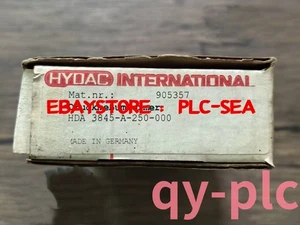 HYDAC INTERNATIONAL
Mat.nr.: 905357
EBAYSTORE : PLC-SEA
HDA 3845-A-250-000
MADE IN GERMANY
qy-plc